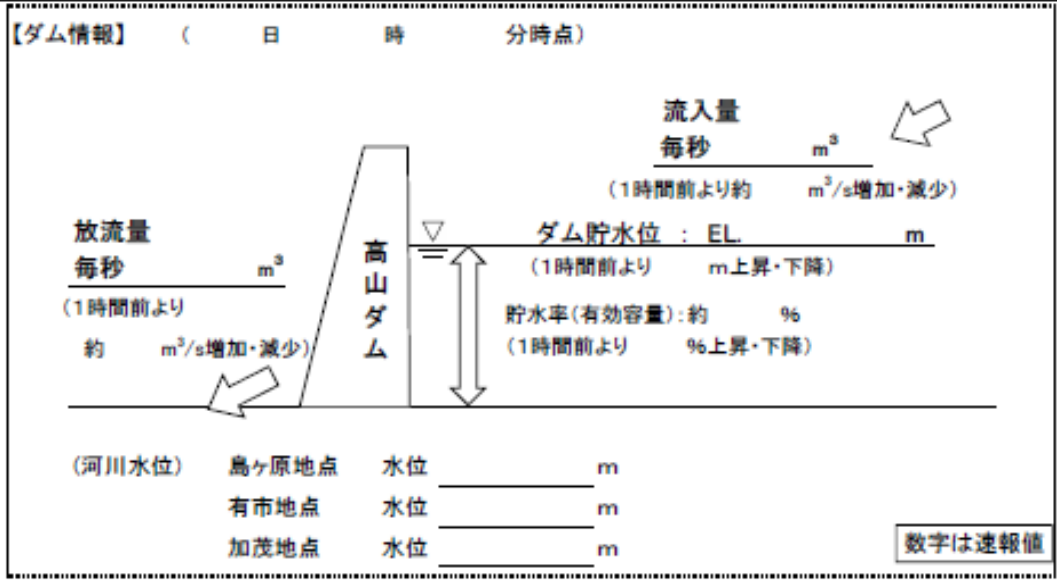 【ダム情報】 （ 日 時 分時点）
流入量
毎秒 m³
（1時間前より約 m³/s増加・減少）
放流量
毎秒 m³
（1時間前より
約 m³/s増加・減少）
高山ダム
ダム貯水位 ： EL. m
（1時間前より m上昇・下降）
貯水率（有効容量）：約 %
（1時間前より %上昇・下降）
（河川水位）島ヶ原地点 水位 m
有市地点 水位 m
加茂地点 水位 m
数字は速報値